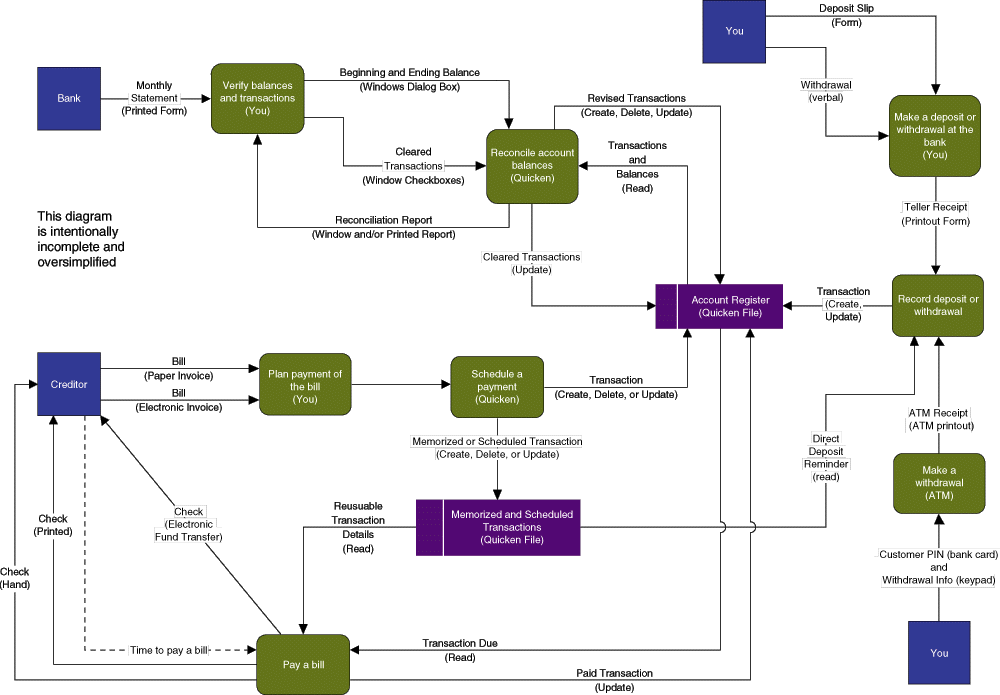 You
Deposit Slip
(Form)
Withdrawal
(verbal)
Bank
Monthly
Statement
(Printed Form)
Verify balances
and transactions
(You)
Beginning and Ending Balance
(Windows Dialog Box)
Cleared
Transactions
(Window Checkboxes)
Reconciliation Report
(Window and/or Printed Report)
Reconcile account
balances
(Quicken)
Revised Transactions
(Create, Delete, Update)
Transactions
and
Balances
(Read)
Make a deposit or
withdrawal at the
bank
(You)
Teller Receipt
(Printout Form)
This diagram
is intentionally
incomplete and
oversimplified
Cleared Transactions
(Update)
Account Register
(Quicken File)
Transaction
(Create,
Update)
Record deposit or
withdrawal
Creditor
Bill
(Paper Invoice)
Bill
(Electronic Invoice)
Plan payment of
the bill
(You)
Schedule a
payment
(Quicken)
Transaction
(Create, Delete, or Update)
Memorized or Scheduled Transaction
(Create, Delete, or Update)
Direct
Deposit
Reminder
(read)
ATM Receipt
(ATM printout)
Make a
withdrawal
(ATM)
Check
(Printed)
Check
(Electronic
Fund Transfer)
Reusuable
Transaction
Details
(Read)
Memorized and Scheduled
Transactions
(Quicken File)
Customer PIN (bank card)
and
Withdrawal Info (keypad)
Check
(Hand)
Time to pay a bill
Pay a bill
Transaction Due
(Read)
Paid Transaction
(Update)
You